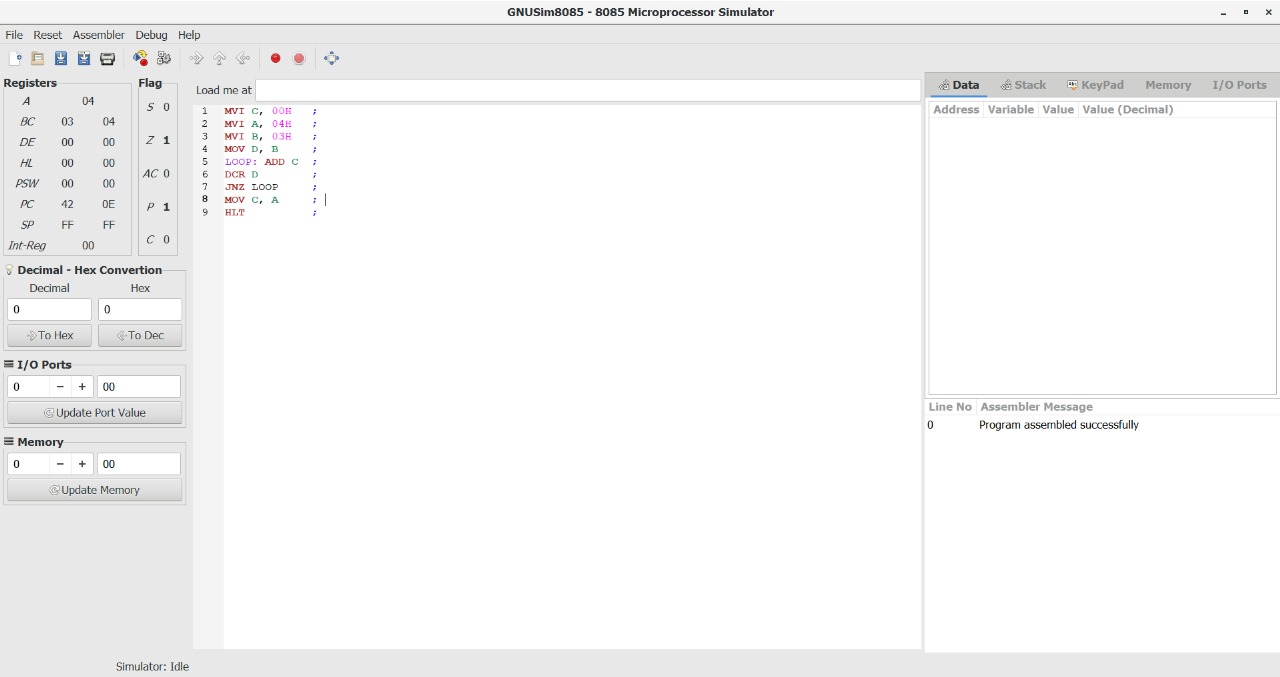 GNUSim8085 - 8085 Microprocessor Simulator
File Reset Assembler Debug Help
Registers
A 04
BC 03 04
DE 00 00
HL 00 00
PSW 00 00
PC 42 0E
SP FF FF
Int-Reg 00
Flag
S 0
Z 1
AC 0
P 1
C 0
Decimal - Hex Convertion
Decimal Hex
0 0
To Hex To Dec
I/O Ports
0 − + 00
Update Port Value
Memory
0 − + 00
Update Memory
Load me at
1 MVI C, 00H ;
2 MVI A, 04H ;
3 MVI B, 03H ;
4 MOV D, B ;
5 LOOP: ADD C ;
6 DCR D ;
7 JNZ LOOP ;
8 MOV C, A ;
9 HLT ;
Data Stack KeyPad Memory I/O Ports
Address Variable Value Value (Decimal)
Line No Assembler Message
0 Program assembled successfully
Simulator: Idle